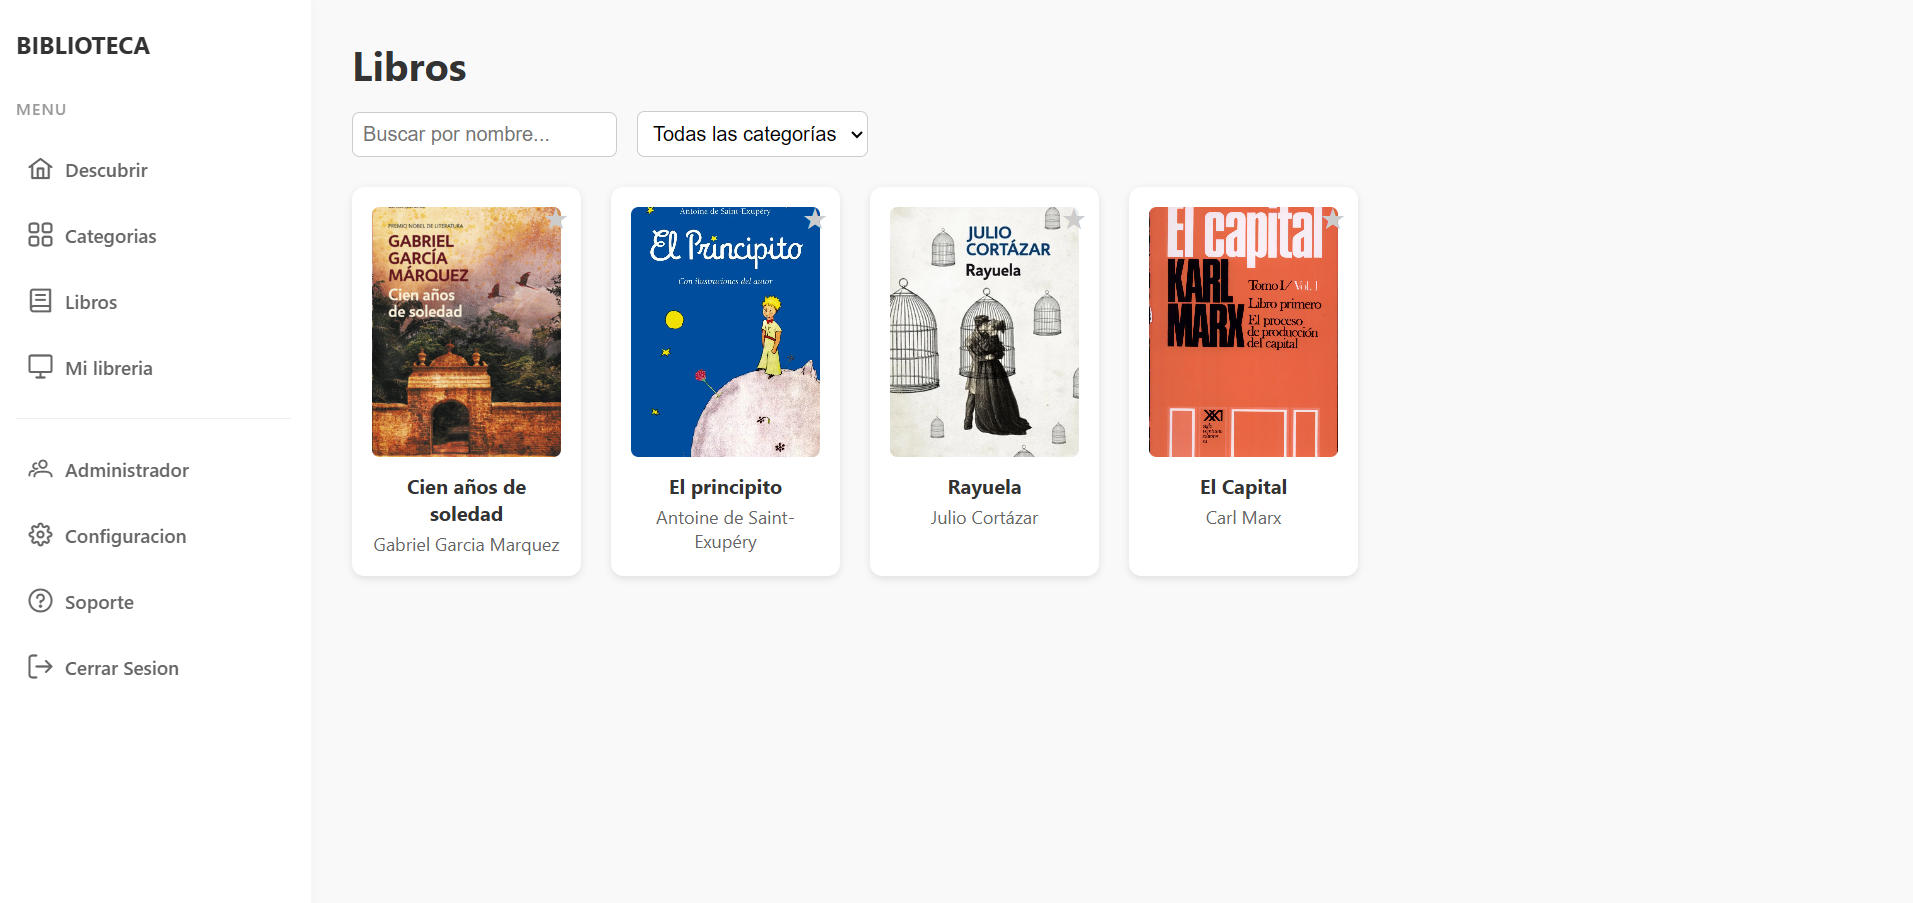 BIBLIOTECA
MENU
Descubrir
Categorias
Libros
Mi libreria
Administrador
Configuracion
Soporte
Cerrar Sesion
Libros
Buscar por nombre...
Todas las categorías
PREMIO NOBEL DE LITERATURA
GABRIEL
GARCÍA
MÁRQUEZ
Cien años
de soledad
Cien años de
soledad
Gabriel Garcia Marquez
Antoine de Saint-Exupéry
El Principito
Con ilustraciones del autor
El principito
Antoine de Saint-
Exupéry
JULIO
CORTÁZAR
Rayuela
Rayuela
Julio Cortázar
El capital
KARL
MARX
Tomo I/ Vol. 1
Libro primero
El proceso
de producción
del capital
El Capital
Carl Marx